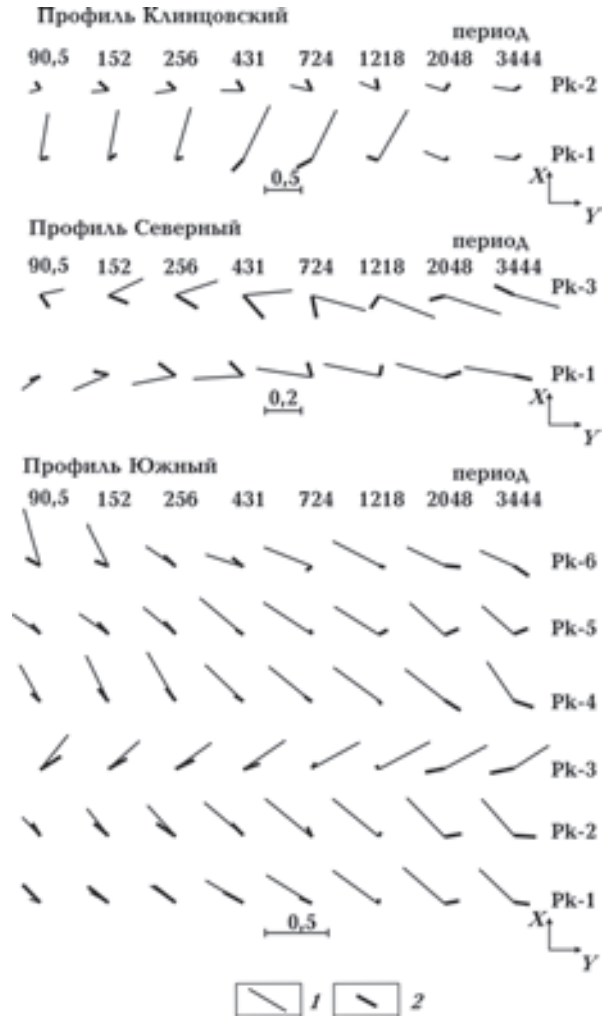 Профиль Клинцовский
период
90,5 152 256 431 724 1218 2048 3444
Pk-2
Pk-1
0,5
X
Y
Профиль Северный
период
90,5 152 256 431 724 1218 2048 3444
Pk-3
Pk-1
0,2
X
Y
Профиль Южный
период
90,5 152 256 431 724 1218 2048 3444
Pk-6
Pk-5
Pk-4
Pk-3
Pk-2
Pk-1
0,5
X
Y
1 2